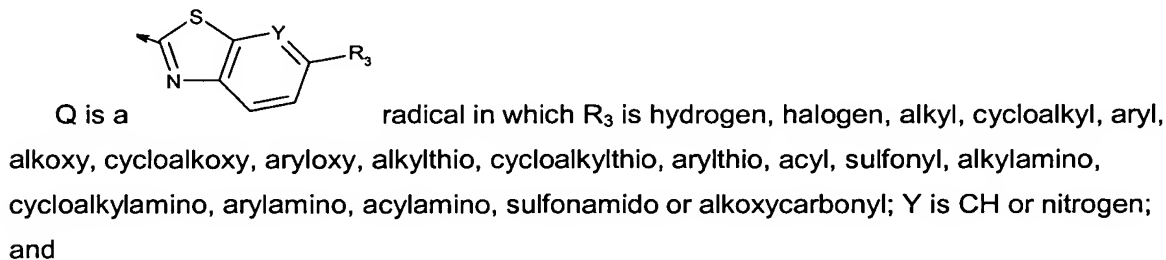 S
Y
R₃
N
Q is a radical in which R₃ is hydrogen, halogen, alkyl, cycloalkyl, aryl,
alkoxy, cycloalkoxy, aryloxy, alkylthio, cycloalkylthio, arylthio, acyl, sulfonyl, alkylamino,
cycloalkylamino, arylamino, acylamino, sulfonamido or alkoxycarbonyl; Y is CH or nitrogen;
and